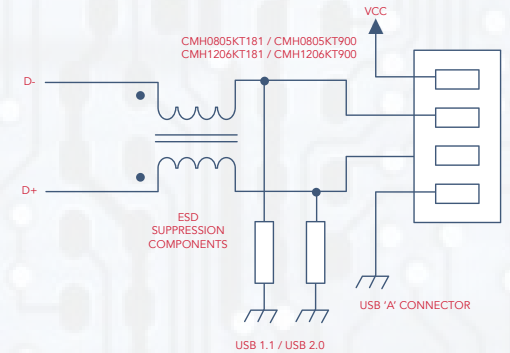 VCC
CMH0805KT181 / CMH0805KT900
CMH1206KT181 / CMH1206KT900
D-
D+
ESD
SUPPRESSION
COMPONENTS
USB 'A' CONNECTOR
USB 1.1 / USB 2.0